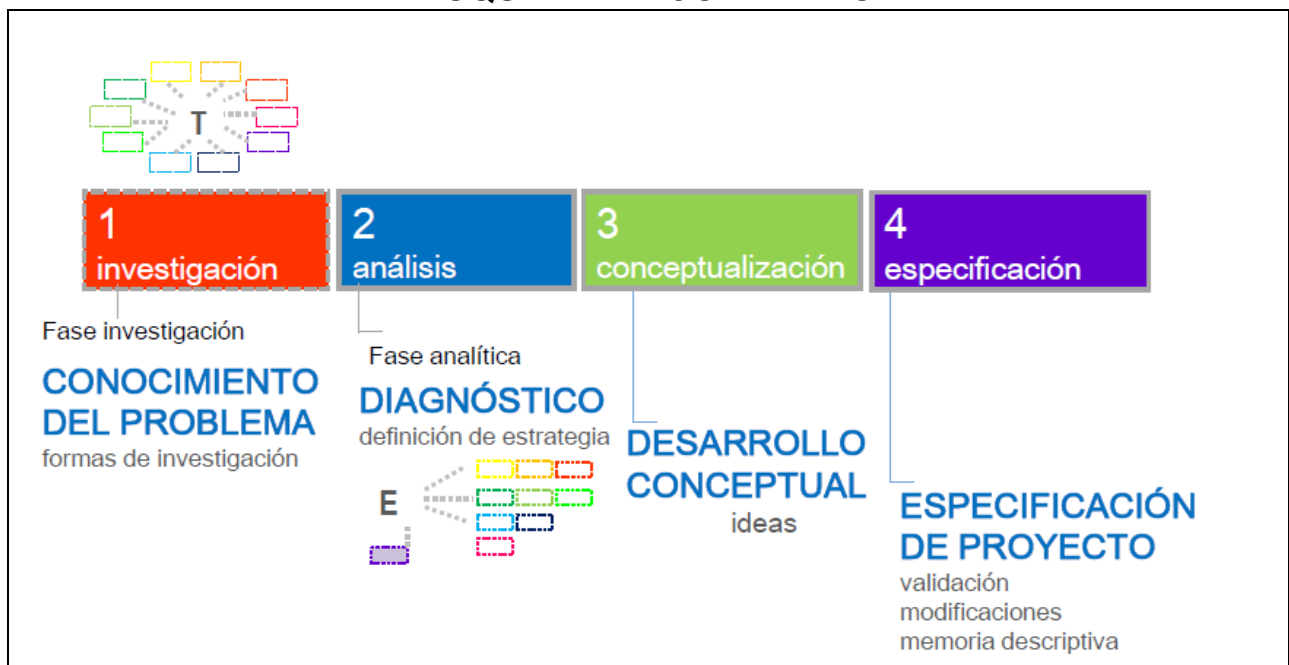 T
1
investigación
2
análisis
3
conceptualización
4
especificación
Fase investigación
CONOCIMIENTO
DEL PROBLEMA
formas de investigación
Fase analítica
DIAGNÓSTICO
definición de estrategia
E
DESARROLLO
CONCEPTUAL
ideas
ESPECIFICACIÓN
DE PROYECTO
validación
modificaciones
memoria descriptiva